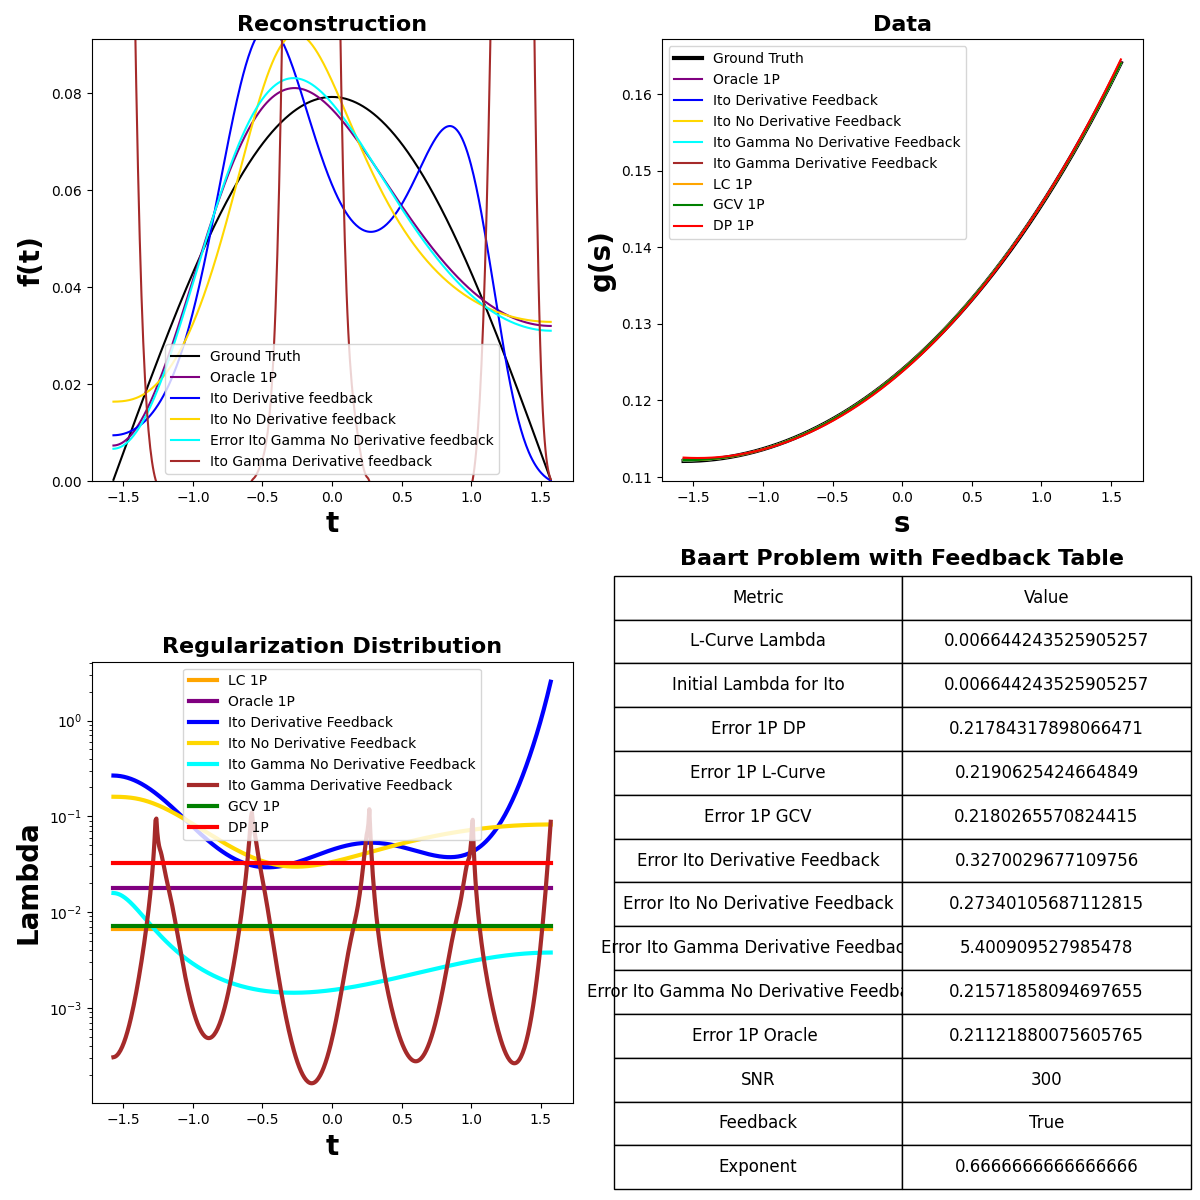 Reconstruction
f(t)
0.08
0.06
0.04
0.02
0.00
Ground Truth
Oracle 1P
Ito Derivative feedback
Ito No Derivative feedback
Error Ito Gamma No Derivative feedback
Ito Gamma Derivative feedback
−1.5 −1.0 −0.5 0.0 0.5 1.0 1.5
t
Data
g(s)
0.16
0.15
0.14
0.13
0.12
0.11
Ground Truth
Oracle 1P
Ito Derivative Feedback
Ito No Derivative Feedback
Ito Gamma No Derivative Feedback
Ito Gamma Derivative Feedback
LC 1P
GCV 1P
DP 1P
−1.5 −1.0 −0.5 0.0 0.5 1.0 1.5
s
Regularization Distribution
Lambda
10⁰
10⁻¹
10⁻²
10⁻³
LC 1P
Oracle 1P
Ito Derivative Feedback
Ito No Derivative Feedback
Ito Gamma No Derivative Feedback
Ito Gamma Derivative Feedback
GCV 1P
DP 1P
−1.5 −1.0 −0.5 0.0 0.5 1.0 1.5
t
Baart Problem with Feedback Table
Metric Value
L-Curve Lambda 0.006644243525905257
Initial Lambda for Ito 0.006644243525905257
Error 1P DP 0.21784317898066471
Error 1P L-Curve 0.2190625424664849
Error 1P GCV 0.2180265570824415
Error Ito Derivative Feedback 0.3270029677109756
Error Ito No Derivative Feedback 0.27340105687112815
Error Ito Gamma Derivative Feedbac 5.400909527985478
Error Ito Gamma No Derivative Feedba 0.21571858094697655
Error 1P Oracle 0.21121880075605765
SNR 300
Feedback True
Exponent 0.6666666666666666